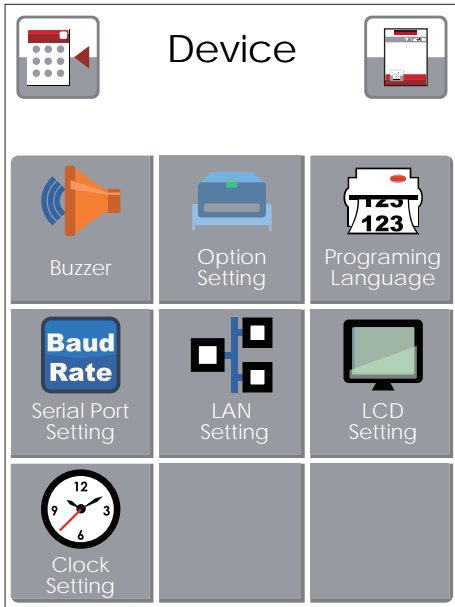 Device
Buzzer
Option
Setting
123
123
Programing
Language
Baud
Rate
Serial Port
Setting
LAN
Setting
LCD
Setting
12
9
3
6
Clock
Setting